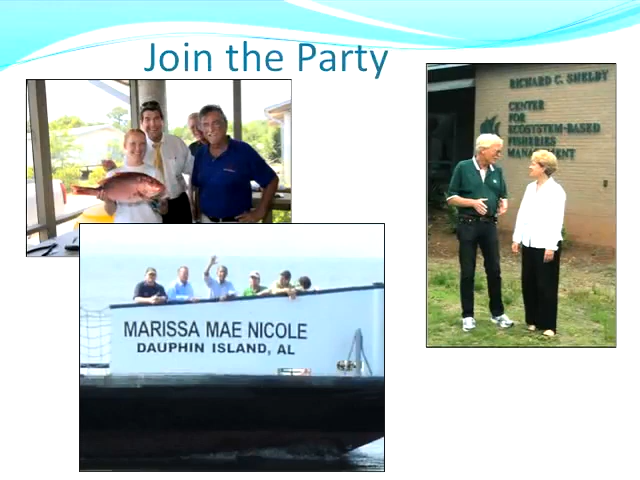 Join the Party
RICHARD C. SHELBY
CENTER
FOR
ECOSYSTEM-BASED
FISHERIES
MANAGEMENT
MARISSA MAE NICOLE
DAUPHIN ISLAND, AL